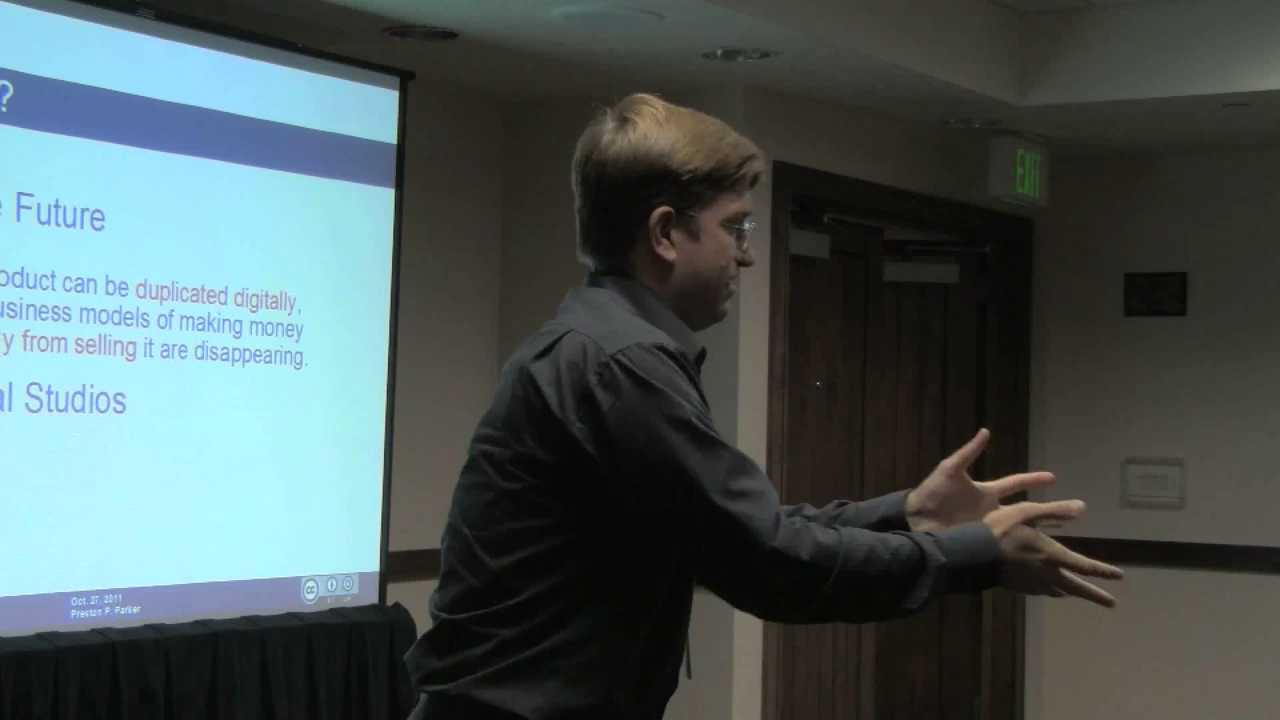 ?
e Future
oduct can be duplicated digitally,
usiness models of making money
y from selling it are disappearing.
al Studios
Oct. 27, 2011
Preston P. Parker
cc
EXIT